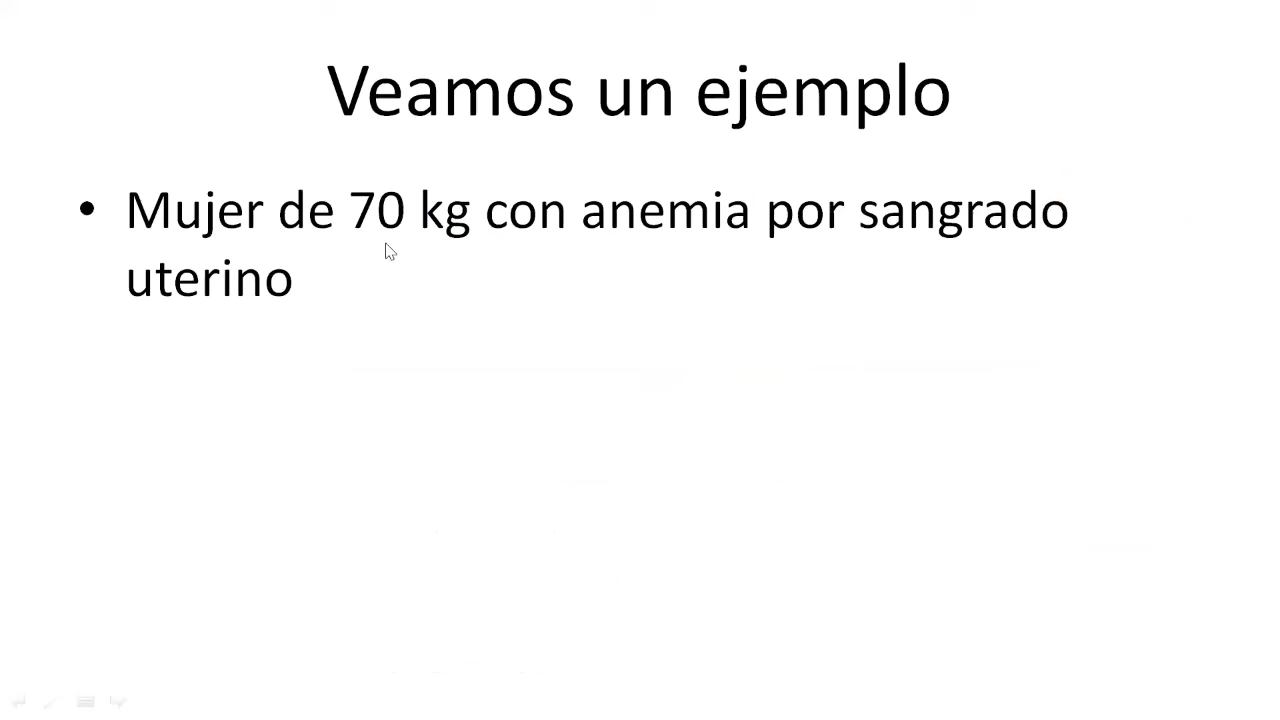 Veamos un ejemplo
• Mujer de 70 kg con anemia por sangrado
uterino